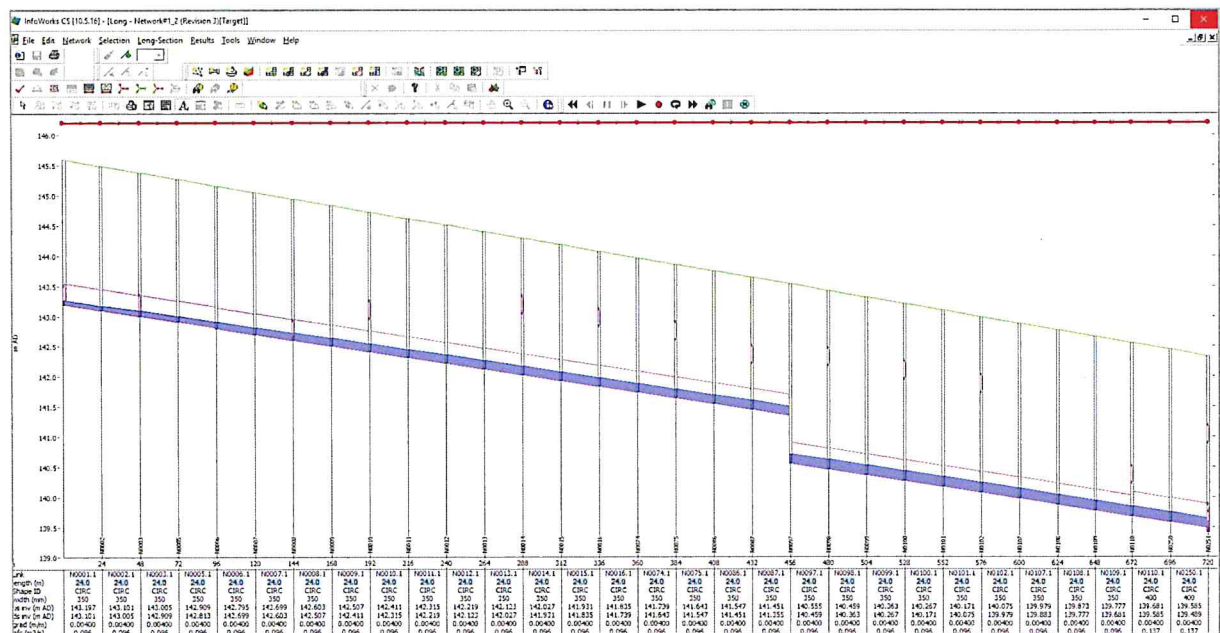 InfoWorks CS [10.5.16] - [Long - Network#1_2 (Revision 3)[Target]]
File Edit Network Selection Long-Section Results Tools Window Help
146.0
145.5
145.0
144.5
144.0
143.5
143.0
142.5
142.0
141.5
141.0
140.5
140.0
139.5
139.0
m AD
24 48 72 96 120 144 168 192 216 240 264 288 312 336 360 384 408 432 456 480 504 528 552 576 600 624 648 672 696 720
N0001.1 N0002.1 N0003.1 N0005.1 N0006.1 N0007.1 N0008.1 N0009.1 N0010.1 N0011.1 N0012.1 N0013.1 N0014.1 N0015.1 N0016.1 N0074.1 N0075.1 N0086.1 N0087.1 N0097.1 N0098.1 N0099.1 N0100.1 N0101.1 N0102.1 N0107.1 N0108.1 N0109.1 N0110.1 N0250.1
length (m) 24.0 24.0 24.0 24.0 24.0 24.0 24.0 24.0 24.0 24.0 24.0 24.0 24.0 24.0 24.0 24.0 24.0 24.0 24.0 24.0 24.0 24.0 24.0 24.0 24.0 24.0 24.0 24.0 24.0 24.0
Shape ID CIRC CIRC CIRC CIRC CIRC CIRC CIRC CIRC CIRC CIRC CIRC CIRC CIRC CIRC CIRC CIRC CIRC CIRC CIRC CIRC CIRC CIRC CIRC CIRC CIRC CIRC CIRC CIRC CIRC CIRC
width (mm) 350 350 350 350 350 350 350 350 350 350 350 350 350 350 350 350 350 350 350 350 350 350 350 350 350 350 350 350 400 400
us inv (m AD) 143.197 143.101 143.005 142.909 142.795 142.699 142.603 142.507 142.411 142.315 142.219 142.123 142.027 141.931 141.835 141.739 141.643 141.547 141.451 140.555 140.459 140.363 140.267 140.171 140.075 139.979 139.873 139.777 139.681 139.585
ds inv (m AD) 143.101 143.005 142.909 142.813 142.699 142.603 142.507 142.411 142.315 142.219 142.123 142.027 141.931 141.835 141.739 141.643 141.547 141.451 141.355 140.459 140.363 140.267 140.171 140.075 139.979 139.883 139.777 139.681 139.585 139.489
grad (m/m) 0.00400 0.00400 0.00400 0.00400 0.00400 0.00400 0.00400 0.00400 0.00400 0.00400 0.00400 0.00400 0.00400 0.00400 0.00400 0.00400 0.00400 0.00400 0.00400 0.00400 0.00400 0.00400 0.00400 0.00400 0.00400 0.00400 0.00400 0.00400 0.00400 0.00400